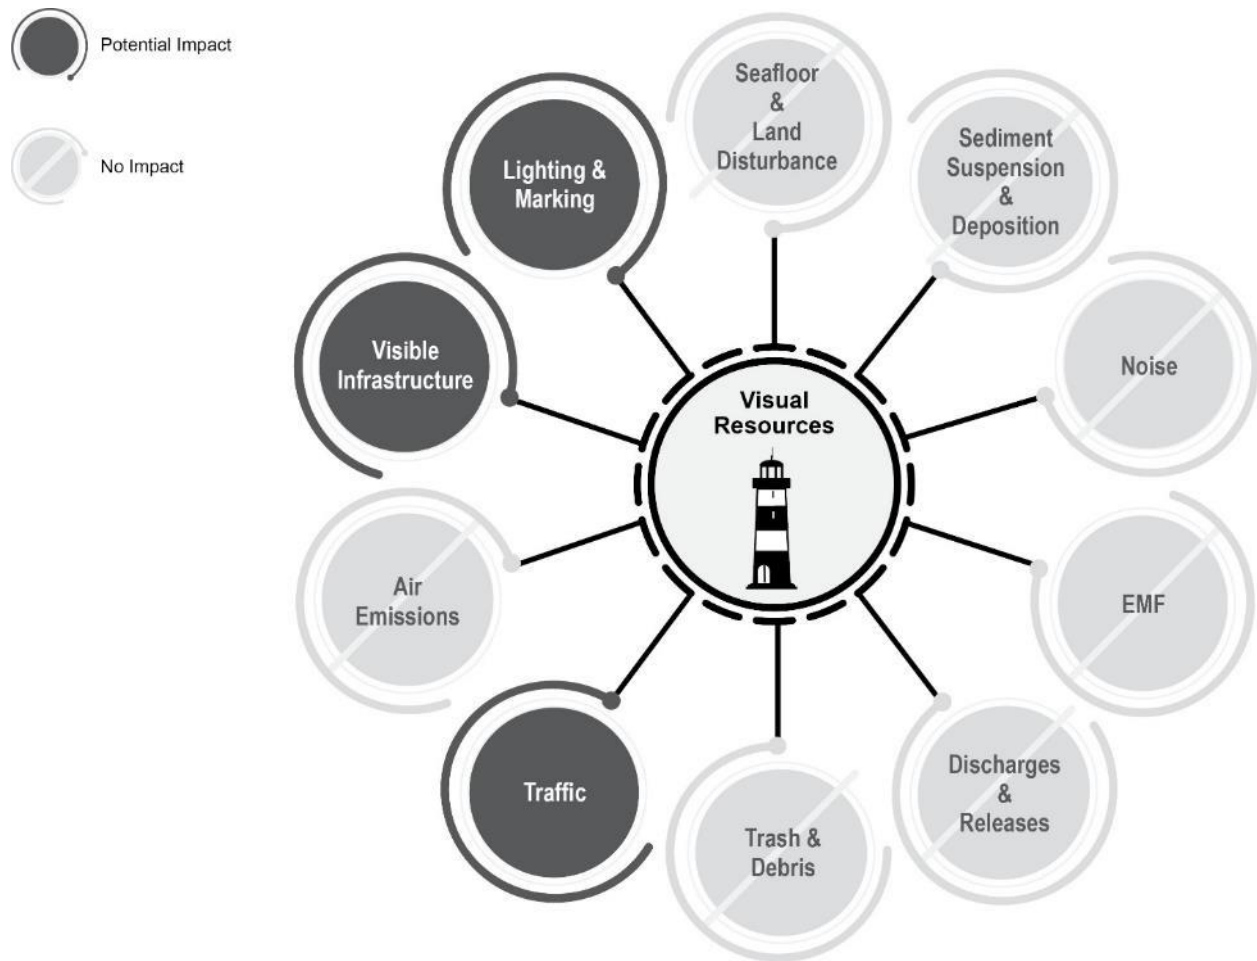 Potential Impact
No Impact
Seafloor
&
Land
Disturbance
Sediment
Suspension
&
Deposition
Noise
EMF
Discharges
&
Releases
Trash &
Debris
Traffic
Air
Emissions
Visible
Infrastructure
Lighting &
Marking
Visual
Resources